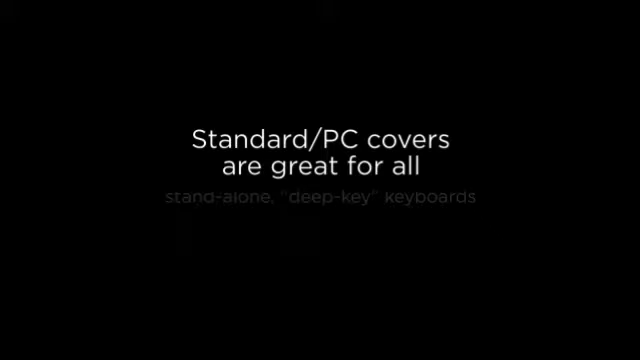 Standard/PC covers
are great for all
stand-alone, "deep-key" keyboards